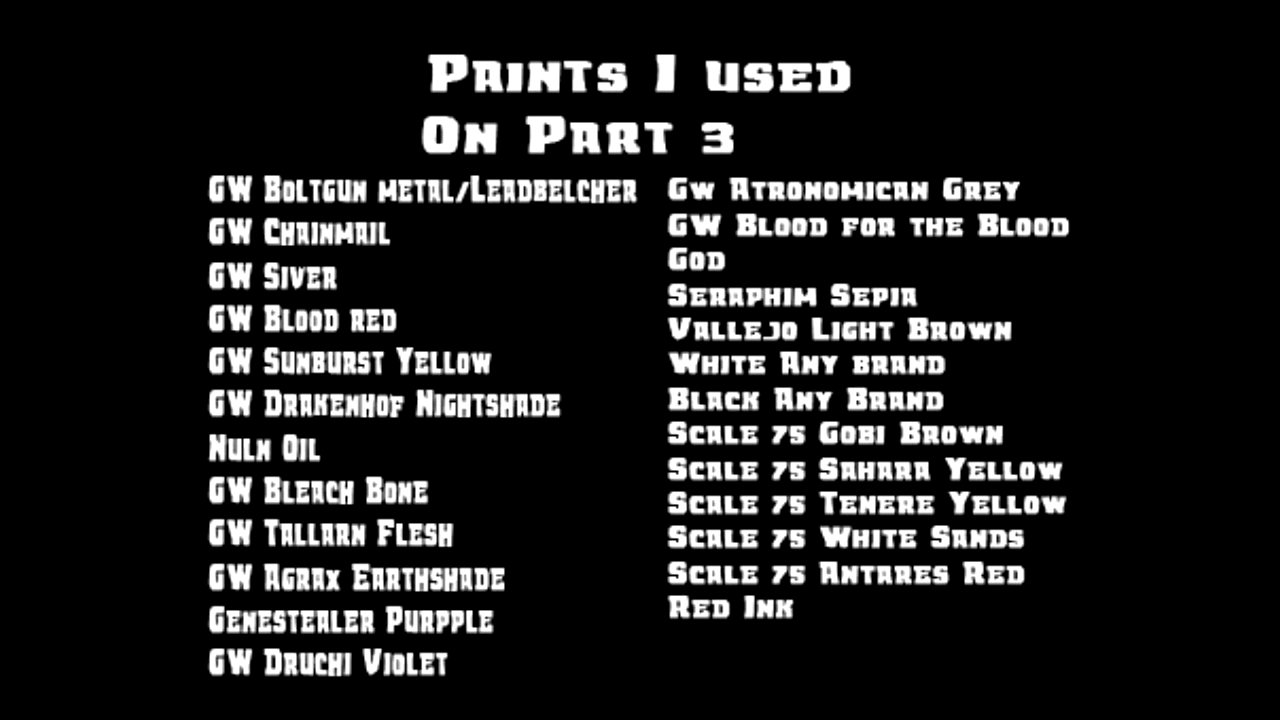 Paints I used
On Part 3
GW Boltgun metal/Leadbelcher
GW Chainmail
GW Siver
GW Blood red
GW Sunburst Yellow
GW Drakenhof Nightshade
Nuln Oil
GW Bleach Bone
GW Tallarn Flesh
GW Agrax Earthshade
Genestealer Purpple
GW Druchi Violet
Gw Atronomican Grey
GW Blood for the Blood
God
Seraphim Sepia
Vallejo Light Brown
White Any brand
Black Any Brand
Scale 75 Gobi Brown
Scale 75 Sahara Yellow
Scale 75 Tenere Yellow
Scale 75 White Sands
Scale 75 Antares Red
Red Ink